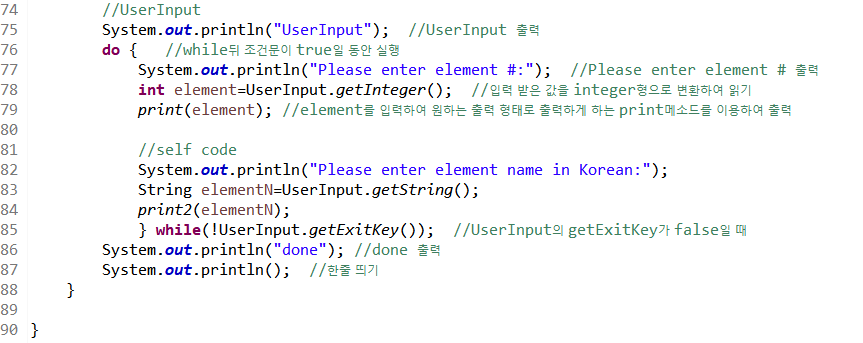 74 //UserInput
75 System.out.println("UserInput"); //UserInput 출력
76 do { //while뒤 조건문이 true일 동안 실행
77 System.out.println("Please enter element #:"); //Please enter element # 출력
78 int element=UserInput.getInteger(); //입력 받은 값을 integer형으로 변환하여 읽기
79 print(element); //element를 입력하여 원하는 출력 형태로 출력하게 하는 print메소드를 이용하여 출력
80
81 //self code
82 System.out.println("Please enter element name in Korean:");
83 String elementN=UserInput.getString();
84 print2(elementN);
85 } while(!UserInput.getExitKey()); //UserInput의 getExitKey가 false일 때
86 System.out.println("done"); //done 출력
87 System.out.println(); //한줄 띄기
88 }
89
90 }